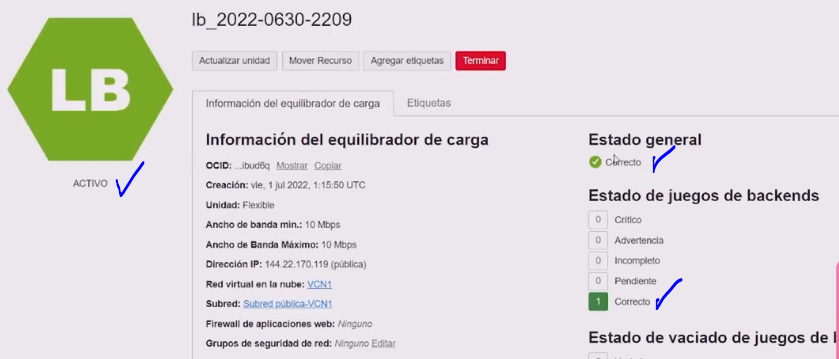 lb_2022-0630-2209
Actualizar unidad Mover Recurso Agregar etiquetas Terminar
LB
ACTIVO
Información del equilibrador de carga Etiquetas
Información del equilibrador de carga
OCID: ...ibud6q Mostrar Copiar
Creación: vie, 1 jul 2022, 1:15:50 UTC
Unidad: Flexible
Ancho de banda min.: 10 Mbps
Ancho de Banda Máximo: 10 Mbps
Dirección IP: 144.22.170.119 (pública)
Red virtual en la nube: VCN1
Subred: Subred pública-VCN1
Firewall de aplicaciones web: Ninguno
Grupos de seguridad de red: Ninguno Editar
Estado general
Correcto
Estado de juegos de backends
0 Crítico
0 Advertencia
0 Incompleto
0 Pendiente
1 Correcto
Estado de vaciado de juegos de